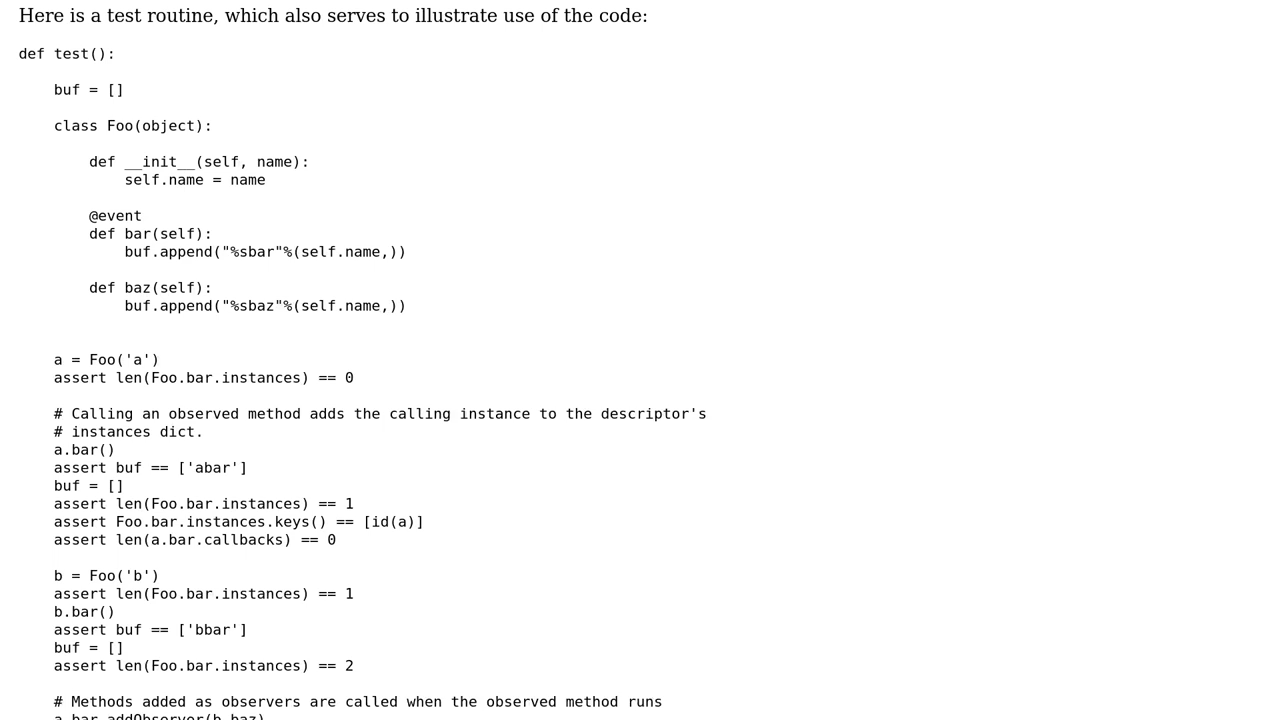 Here is a test routine, which also serves to illustrate use of the code:
def test():
    buf = []
    class Foo(object):
        def __init__(self, name):
            self.name = name
        @event
        def bar(self):
            buf.append("%sbar"%(self.name,))
        def baz(self):
            buf.append("%sbaz"%(self.name,))
    a = Foo('a')
    assert len(Foo.bar.instances) == 0
    # Calling an observed method adds the calling instance to the descriptor's
    # instances dict.
    a.bar()
    assert buf == ['abar']
    buf = []
    assert len(Foo.bar.instances) == 1
    assert Foo.bar.instances.keys() == [id(a)]
    assert len(a.bar.callbacks) == 0
    b = Foo('b')
    assert len(Foo.bar.instances) == 1
    b.bar()
    assert buf == ['bbar']
    buf = []
    assert len(Foo.bar.instances) == 2
    # Methods added as observers are called when the observed method runs
    a.bar.addObserver(b.baz)